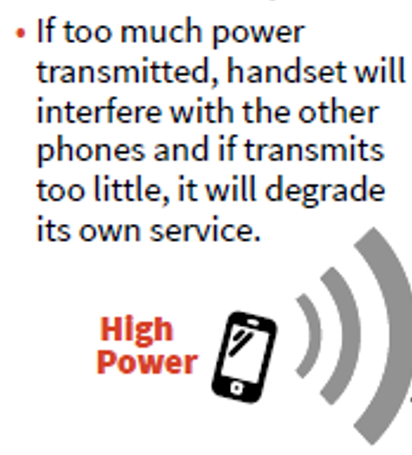 • If too much power
transmitted, handset will
interfere with the other
phones and if transmits
too little, it will degrade
its own service.
High
Power